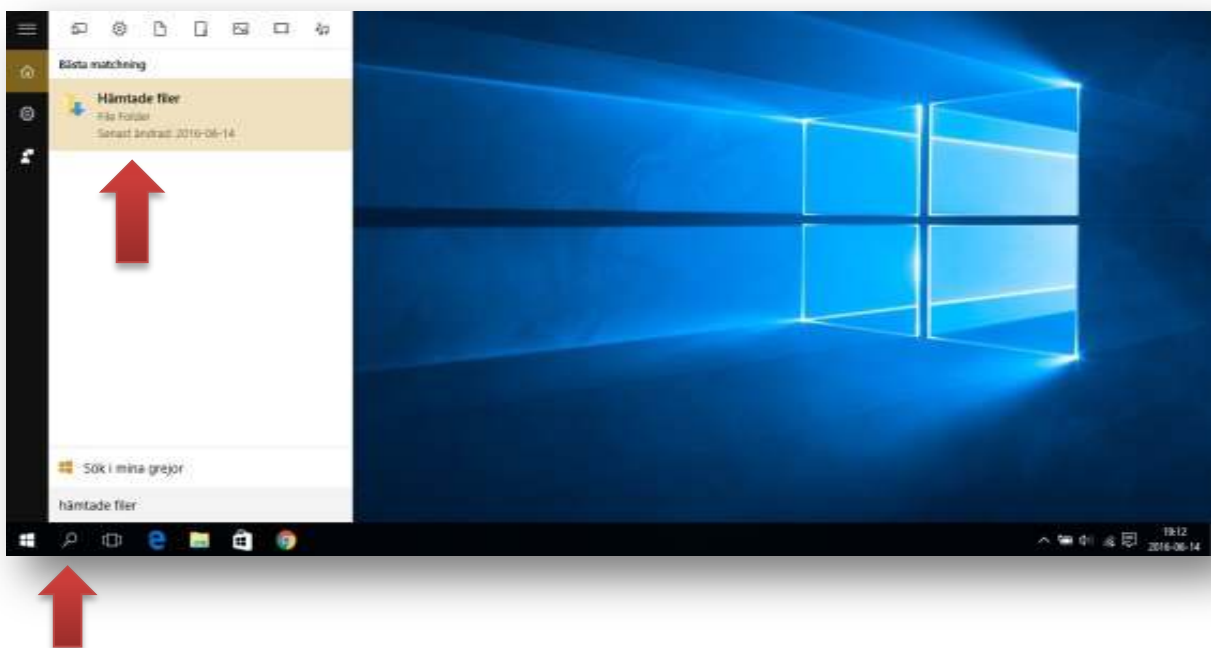 Bästa matchning
Hämtade filer
File Folder
Senast ändrad: 2016-06-14
Sök i mina grejor
hämtade filer
19:12
2016-06-14